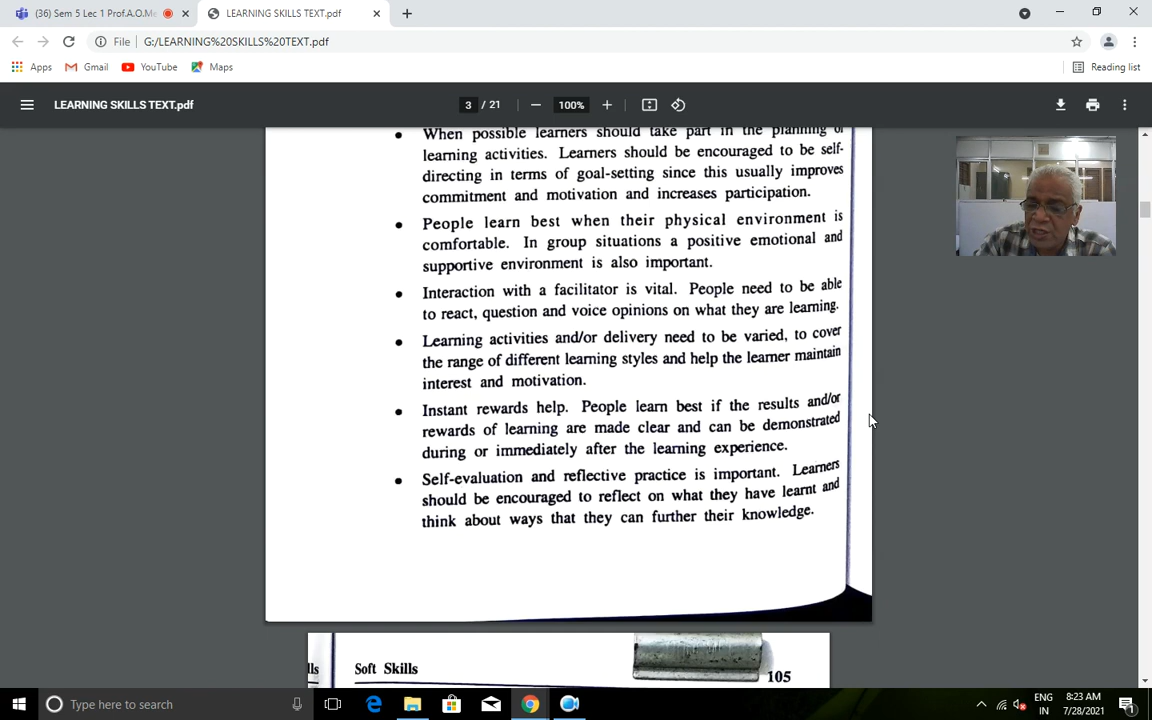 (36) Sem 5 Lec 1 Prof.A.O.Me
LEARNING SKILLS TEXT.pdf
File
G:/LEARNING%20SKILLS%20TEXT.pdf
Apps
Gmail
YouTube
Maps
Reading list
LEARNING SKILLS TEXT.pdf
3 / 21
100%
When possible learners should take part in the planning of
learning activities. Learners should be encouraged to be self-
directing in terms of goal-setting since this usually improves
commitment and motivation and increases participation.
People learn best when their physical environment is
comfortable. In group situations a positive emotional and
supportive environment is also important.
Interaction with a facilitator is vital. People need to be able
to react, question and voice opinions on what they are learning.
Learning activities and/or delivery need to be varied, to cover
the range of different learning styles and help the learner maintain
interest and motivation.
Instant rewards help. People learn best if the results and/or
rewards of learning are made clear and can be demonstrated
during or immediately after the learning experience.
Self-evaluation and reflective practice is important. Learners
should be encouraged to reflect on what they have learnt and
think about ways that they can further their knowledge.
lls
Soft Skills
105
Type here to search
ENG
IN
8:23 AM
7/28/2021
1